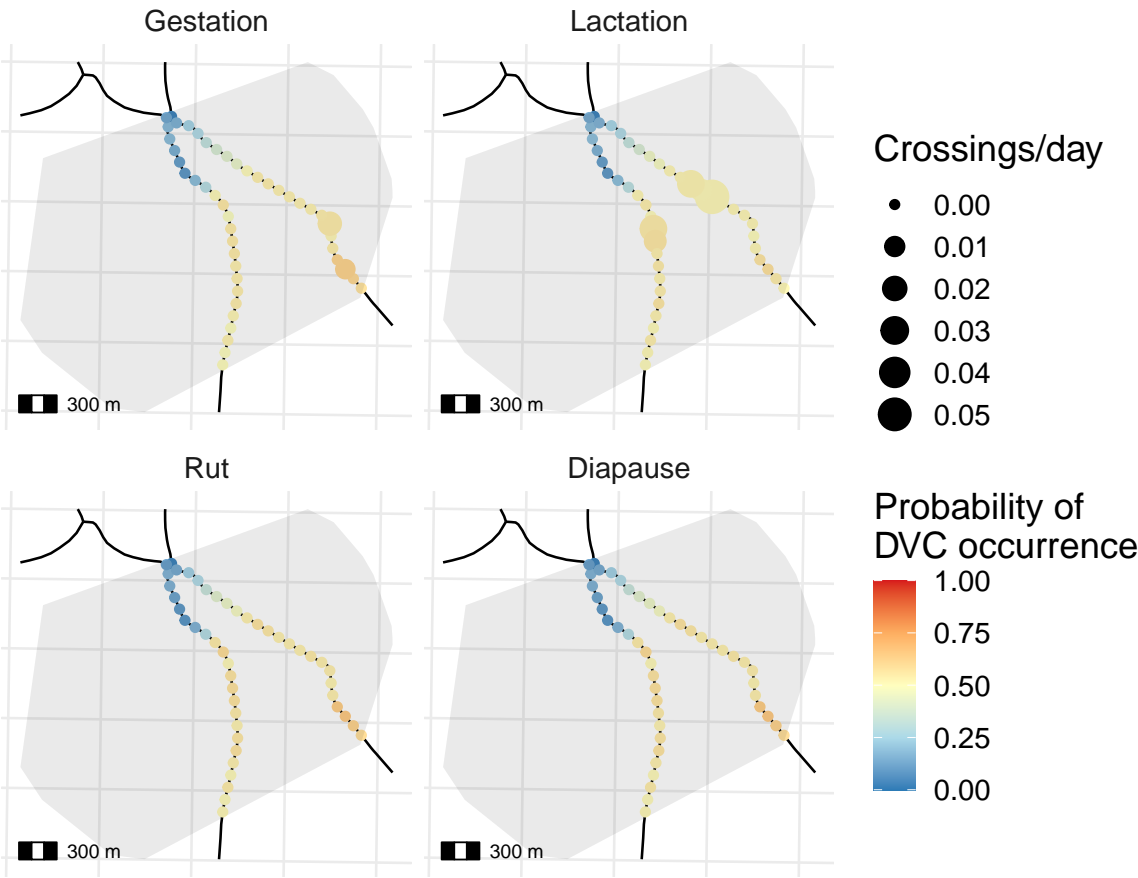 Gestation
Lactation
300 m
300 m
Rut
Diapause
300 m
300 m
Crossings/day
0.00
0.01
0.02
0.03
0.04
0.05
Probability of
DVC occurrence
1.00
0.75
0.50
0.25
0.00